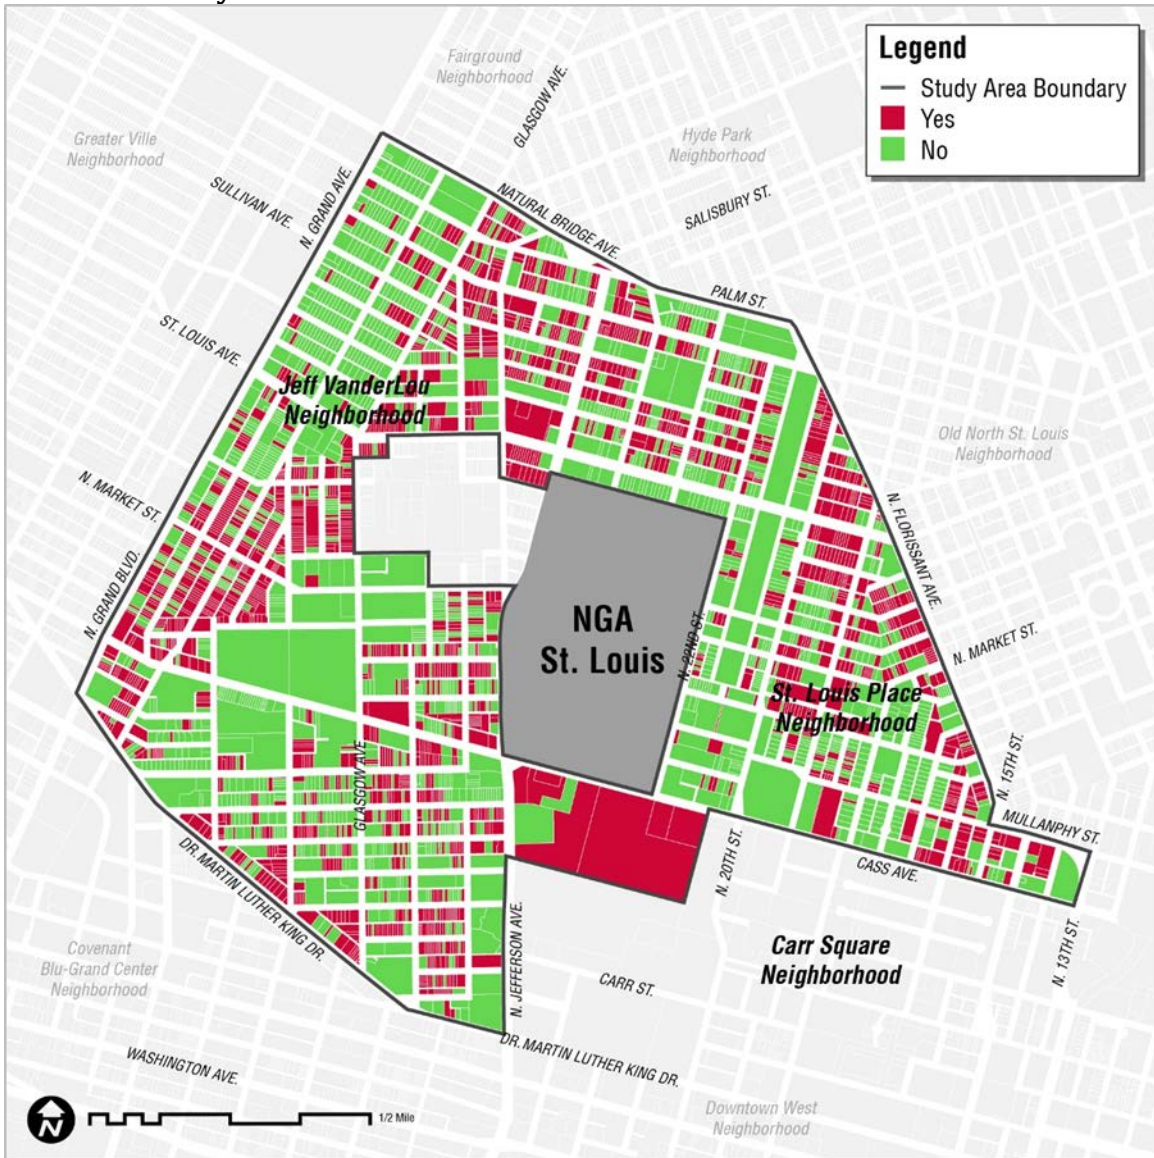 Legend
Study Area Boundary
Yes
No
Fairground
Neighborhood
GLASGOW AVE.
Greater Ville
Neighborhood
Hyde Park
Neighborhood
SULLIVAN AVE.
N. GRAND AVE.
NATURAL BRIDGE AVE.
SALISBURY ST.
PALM ST.
ST. LOUIS AVE.
Jeff VanderLou
Neighborhood
Old North St. Louis
Neighborhood
N. MARKET ST.
N. FLORISSANT AVE.
N. GRAND BLVD.
NGA
St. Louis
N. 22ND ST.
N. MARKET ST.
St. Louis Place
Neighborhood
GLASGOW AVE
N. 15TH ST.
MULLANPHY ST.
DR. MARTIN LUTHER KING DR.
N. 20TH ST.
CASS AVE.
N. JEFFERSON AVE.
Covenant
Blu-Grand Center
Neighborhood
Carr Square
Neighborhood
N. 13TH ST.
CARR ST.
DR. MARTIN LUTHER KING DR.
WASHINGTON AVE.
Downtown West
Neighborhood
N
1/2 Mile